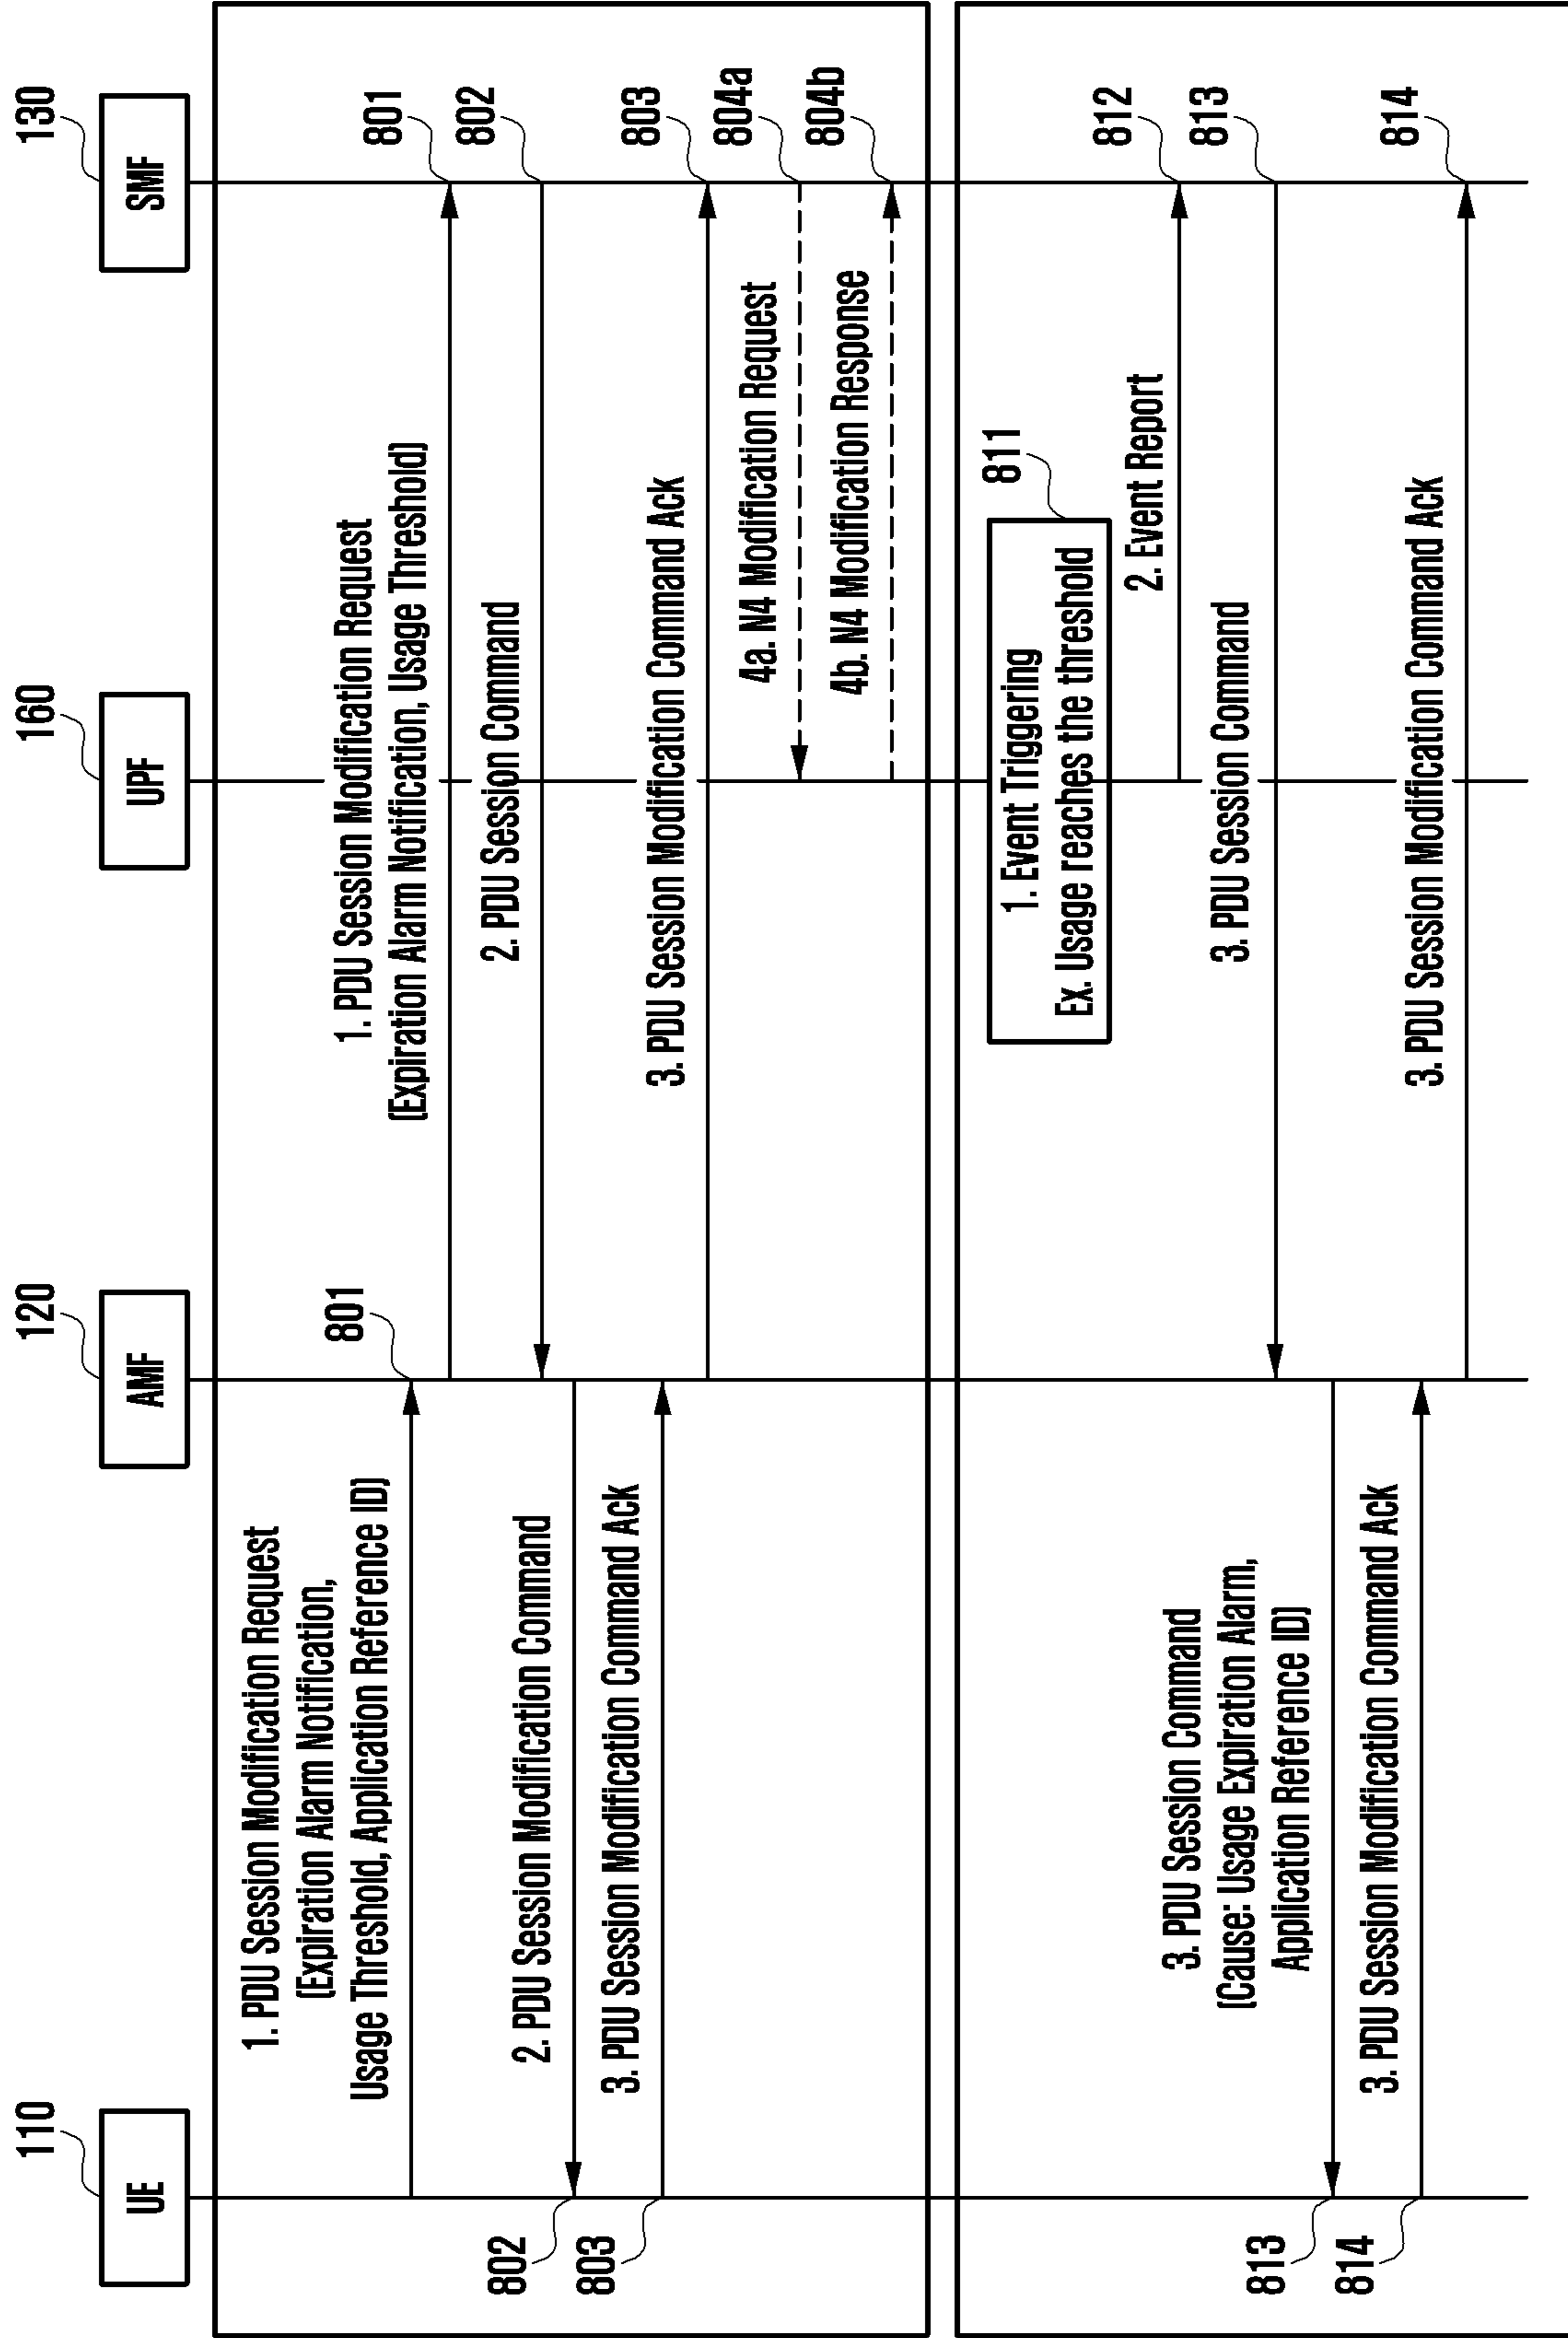 110
120
160
130
UE
AMF
UPF
SMF
1. PDU Session Modification Request
(Expiration Alarm Notification,
Usage Threshold, Application Reference ID)
801
1. PDU Session Modification Request
(Expiration Alarm Notification, Usage Threshold)
801
2. PDU Session Command
802
2. PDU Session Modification Command
802
3. PDU Session Modification Command Ack
803
3. PDU Session Modification Command Ack
803
4a. N4 Modification Request
804a
4b. N4 Modification Response
804b
1. Event Triggering
Ex. Usage reaches the threshold
811
2. Event Report
812
3. PDU Session Command
813
3. PDU Session Command
(Cause: Usage Expiration Alarm,
Application Reference ID)
813
3. PDU Session Modification Command Ack
814
3. PDU Session Modification Command Ack
814